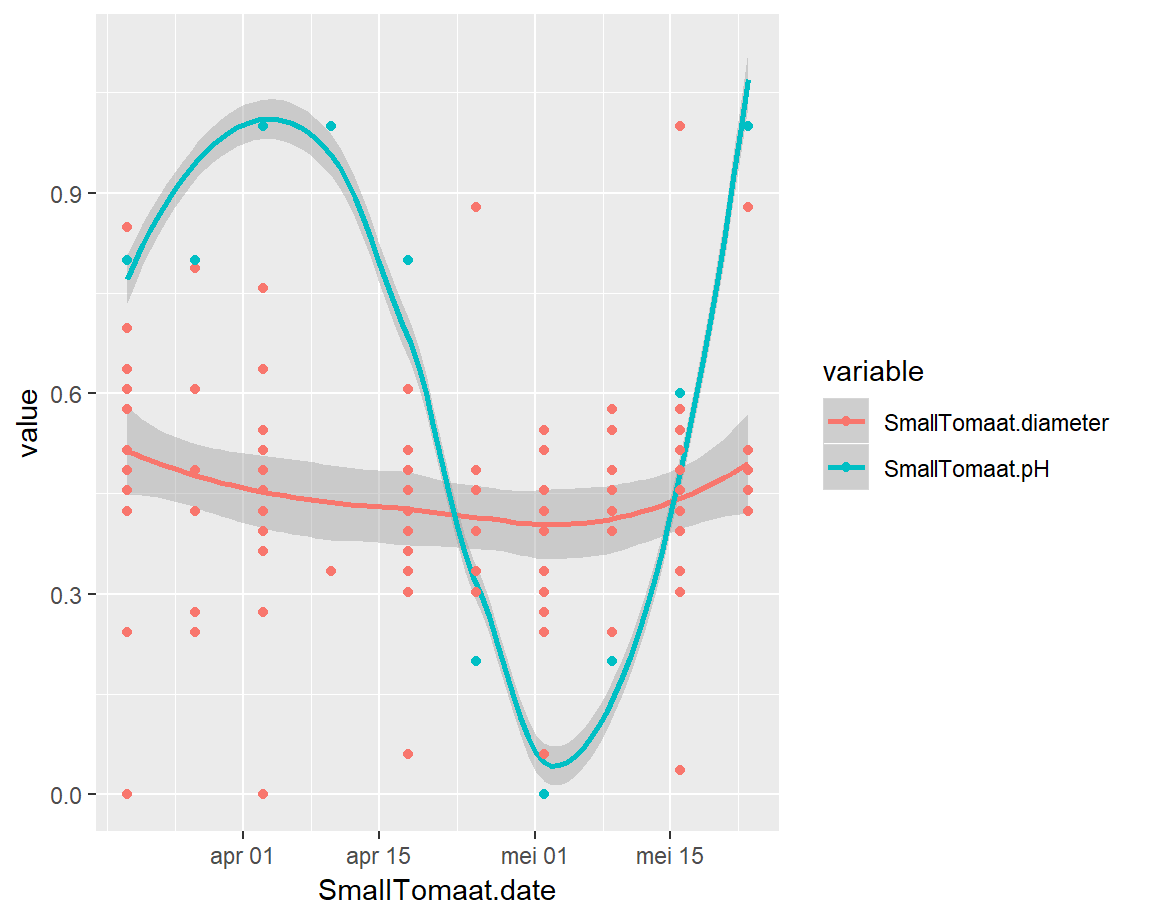 value
0.9
0.6
0.3
0.0
apr 01
apr 15
mei 01
mei 15
SmallTomaat.date
variable
SmallTomaat.diameter
SmallTomaat.pH